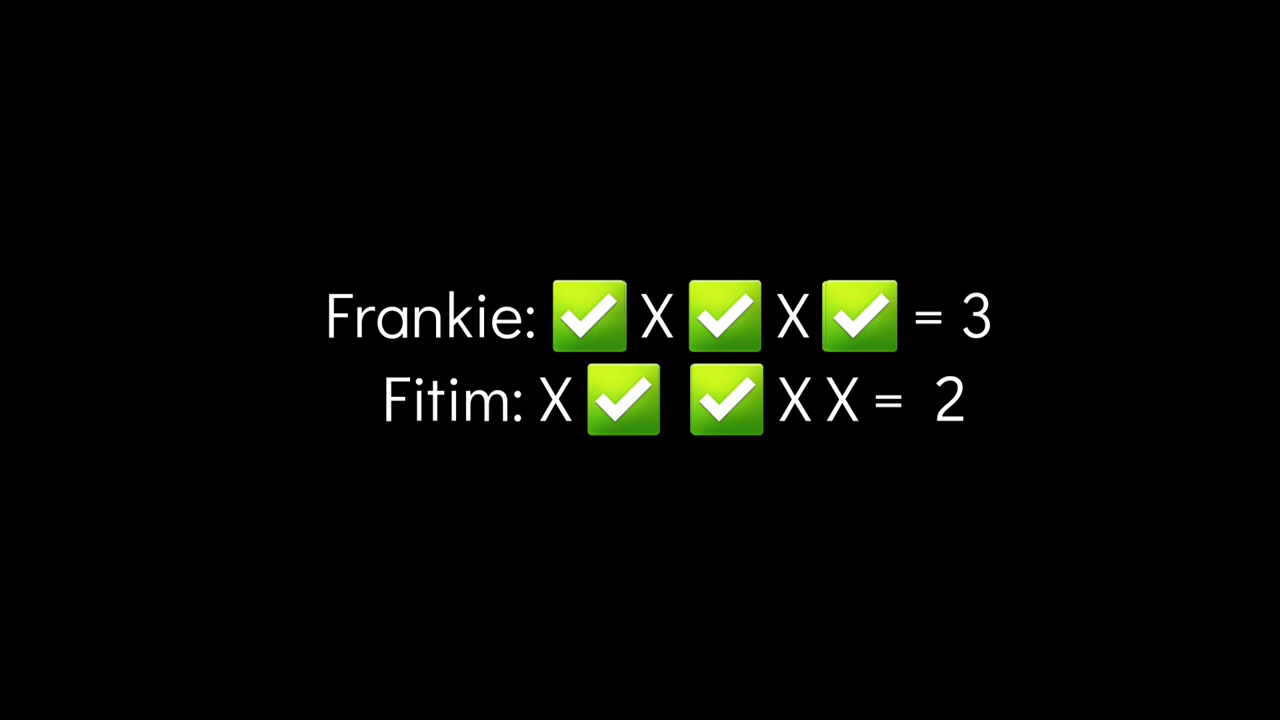 Frankie: ✅ X ✅ X ✅ = 3
Fitim: X ✅ ✅ X X = 2